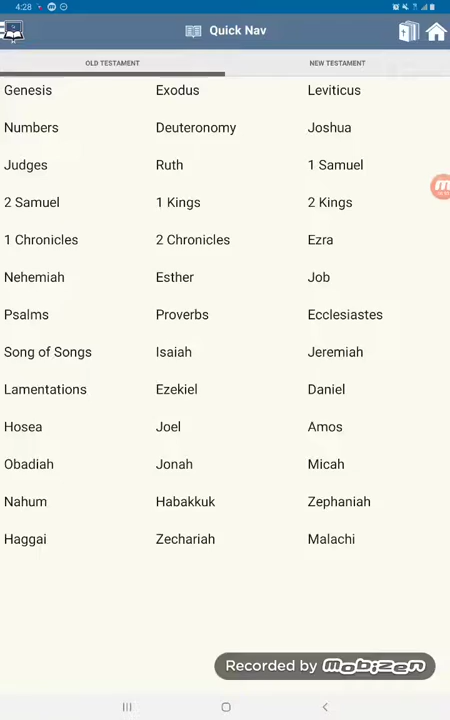 4:28
Quick Nav
OLD TESTAMENT NEW TESTAMENT
Genesis Exodus Leviticus
Numbers Deuteronomy Joshua
Judges Ruth 1 Samuel
2 Samuel 1 Kings 2 Kings
1 Chronicles 2 Chronicles Ezra
Nehemiah Esther Job
Psalms Proverbs Ecclesiastes
Song of Songs Isaiah Jeremiah
Lamentations Ezekiel Daniel
Hosea Joel Amos
Obadiah Jonah Micah
Nahum Habakkuk Zephaniah
Haggai Zechariah Malachi
Recorded by Mobizen